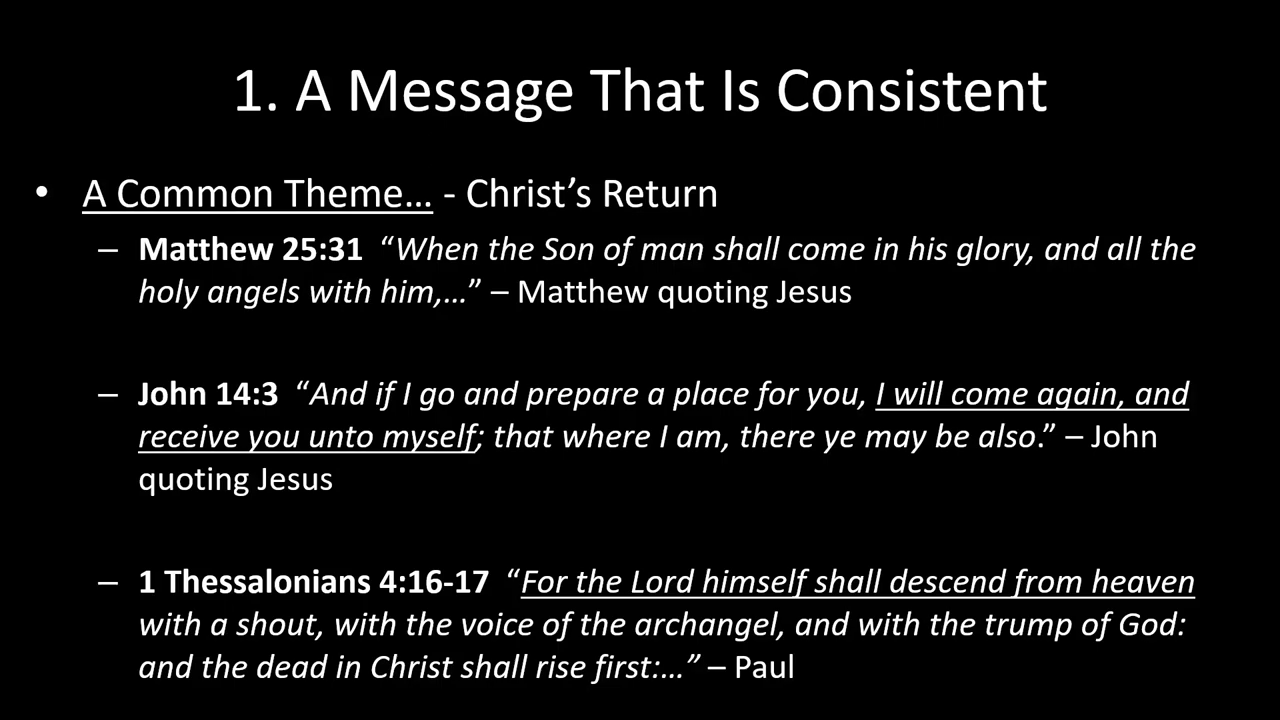 1. A Message That Is Consistent
• A Common Theme… - Christ’s Return
– Matthew 25:31 “When the Son of man shall come in his glory, and all the
holy angels with him,…” – Matthew quoting Jesus
– John 14:3 “And if I go and prepare a place for you, I will come again, and
receive you unto myself; that where I am, there ye may be also.” – John
quoting Jesus
– 1 Thessalonians 4:16-17 “For the Lord himself shall descend from heaven
with a shout, with the voice of the archangel, and with the trump of God:
and the dead in Christ shall rise first:…” – Paul